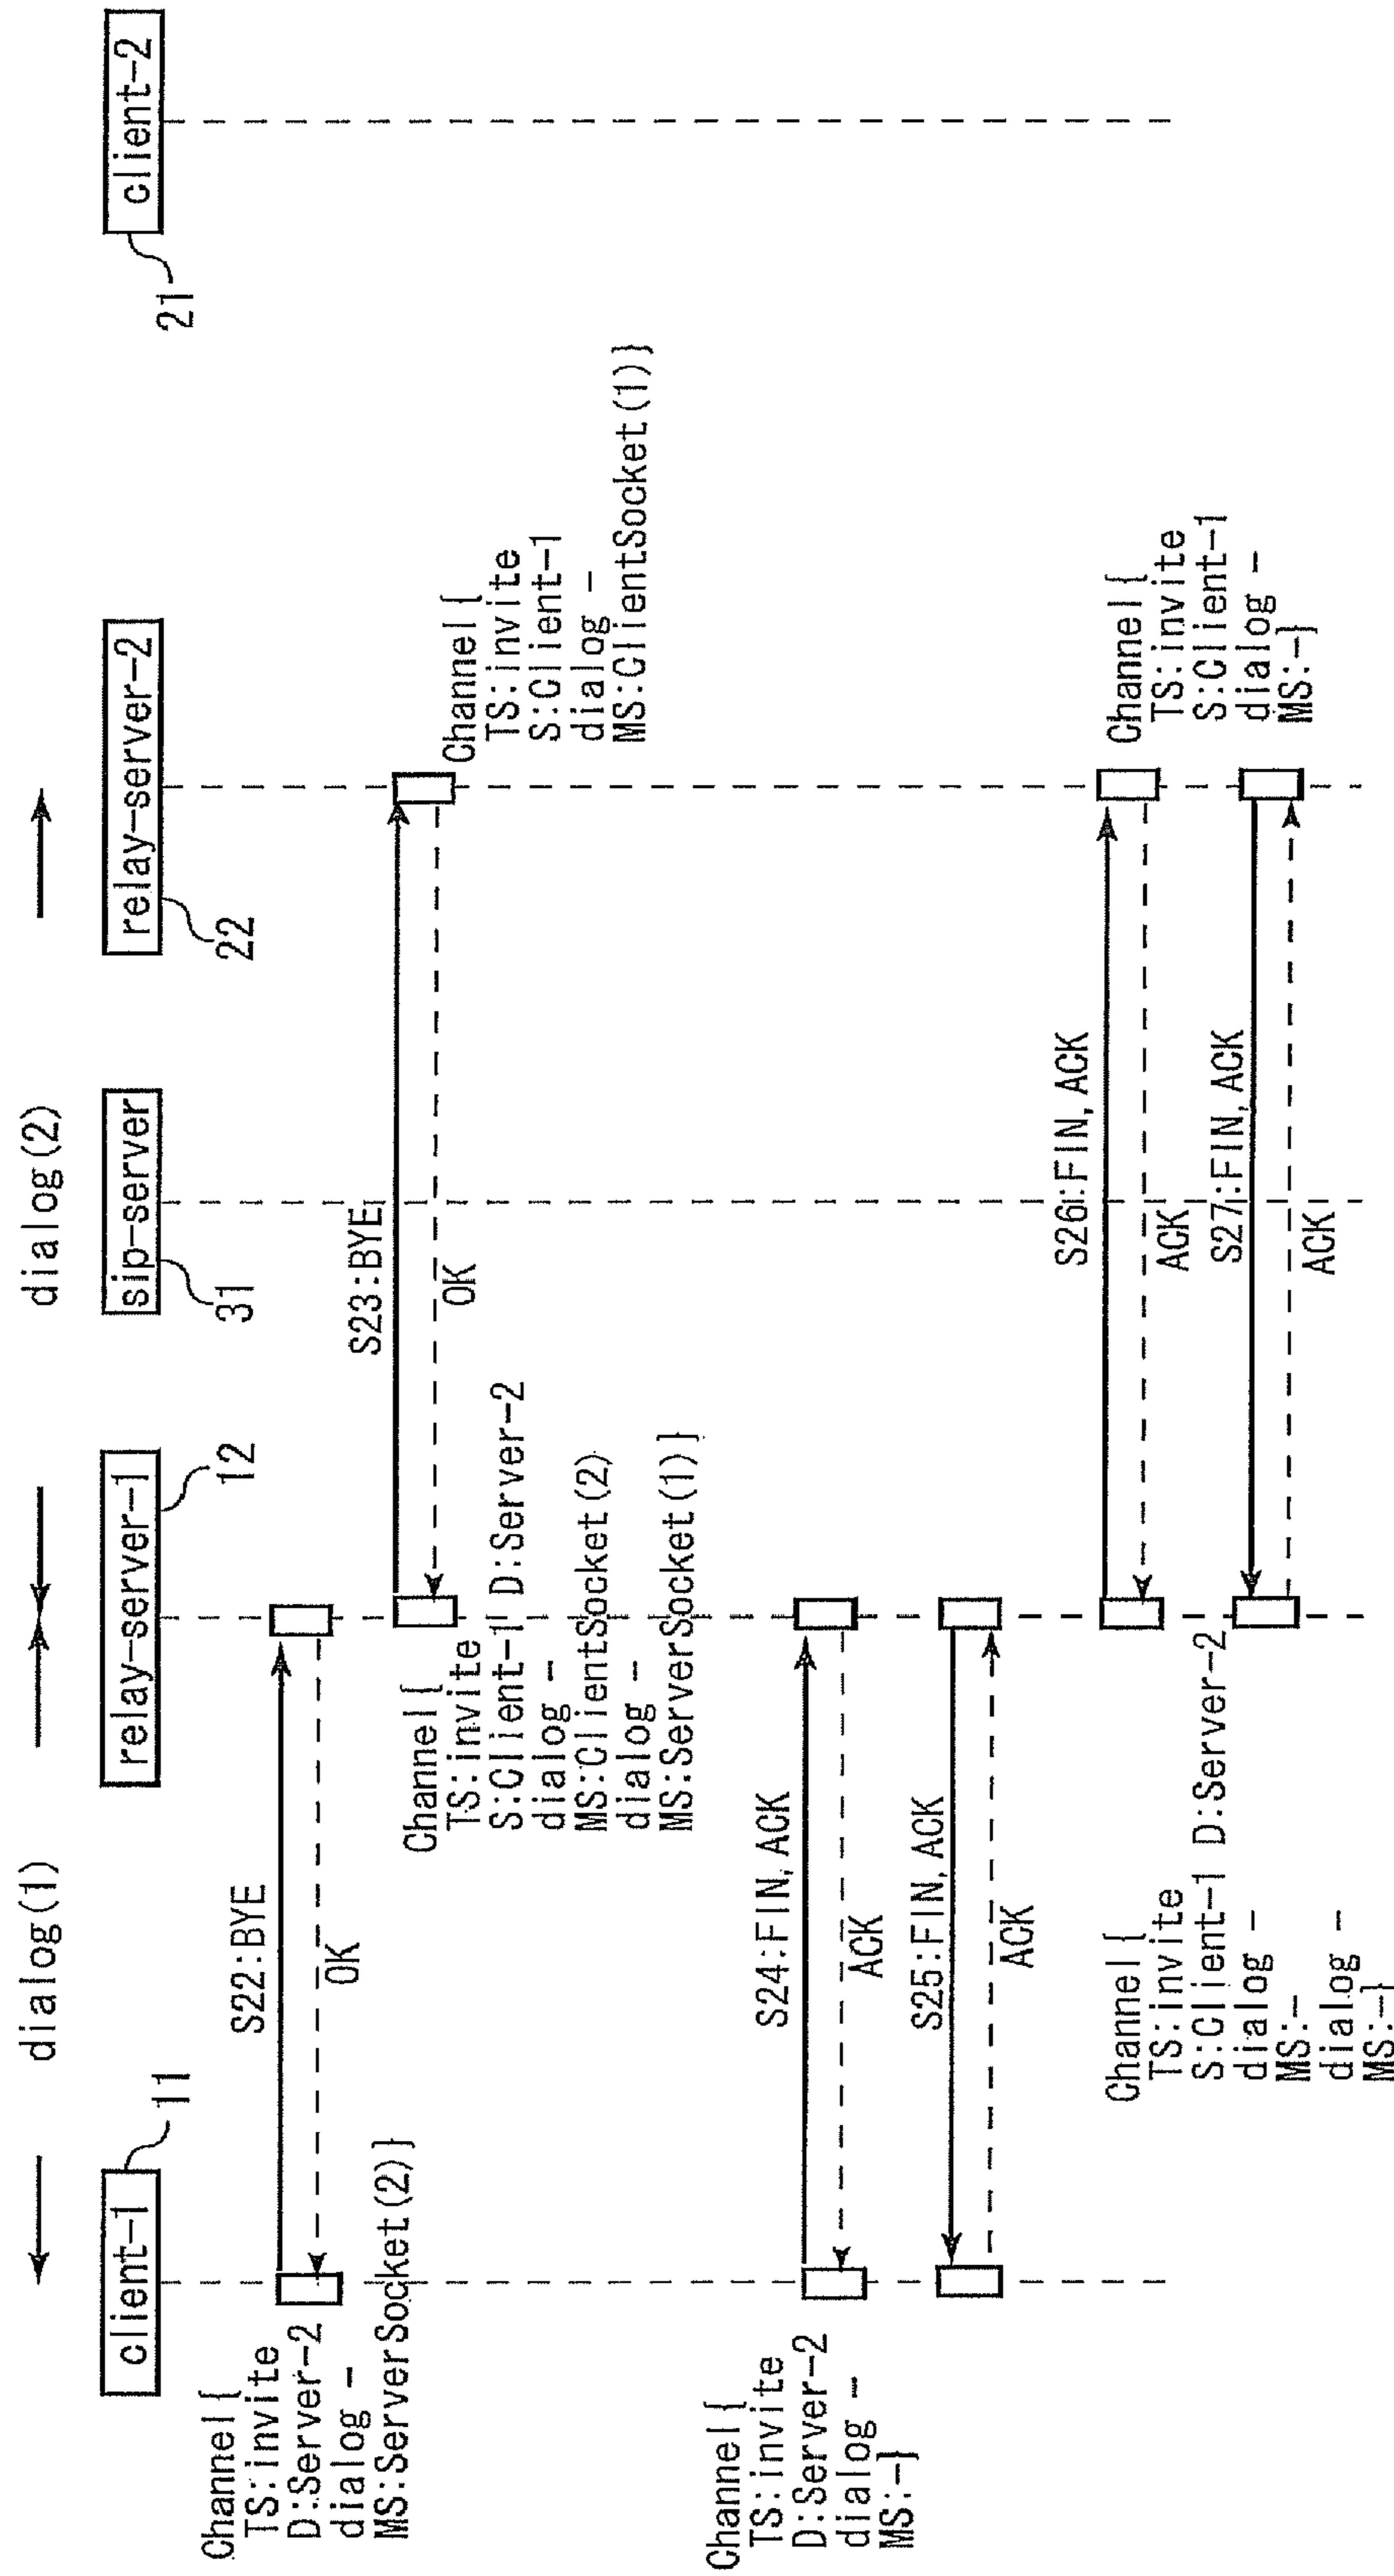 dialog(1)
dialog(2)
client-1
11
relay-server-1
12
sip-server
31
relay-server-2
22
client-2
21
S22:BYE
OK
Channel{
TS:invite
D:Server-2
dialog -
MS:ServerSocket(2)}
S23:BYE
OK
Channel{
TS:invite
S:Client-1 D:Server-2
dialog -
MS:ClientSocket(2)
dialog -
MS:ServerSocket(1)}
Channel{
TS:invite
S:Client-1
dialog -
MS:ClientSocket(1)}
S24:FIN,ACK
ACK
Channel{
TS:invite
D:Server-2
dialog -
MS:-}
S25:FIN,ACK
ACK
S26:FIN,ACK
ACK
Channel{
TS:invite
S:Client-1 D:Server-2
dialog -
MS:-
dialog -
MS:-}
Channel{
TS:invite
S:Client-1
dialog -
MS:-}
S27:FIN,ACK
ACK